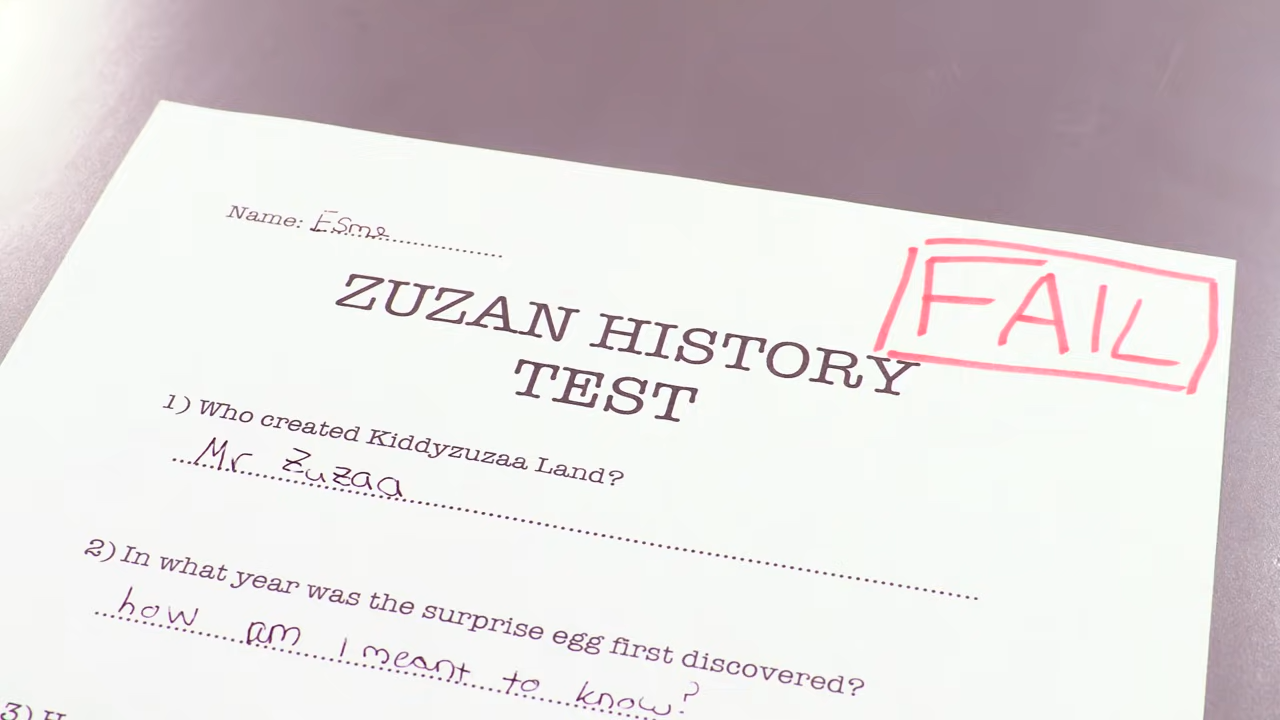 Name: Esme
FAIL
ZUZAN HISTORY
TEST
1) Who created Kiddyzuzaa Land?
Mr Zuzaa
2) In what year was the surprise egg first discovered?
how am I meant to know?
3) H